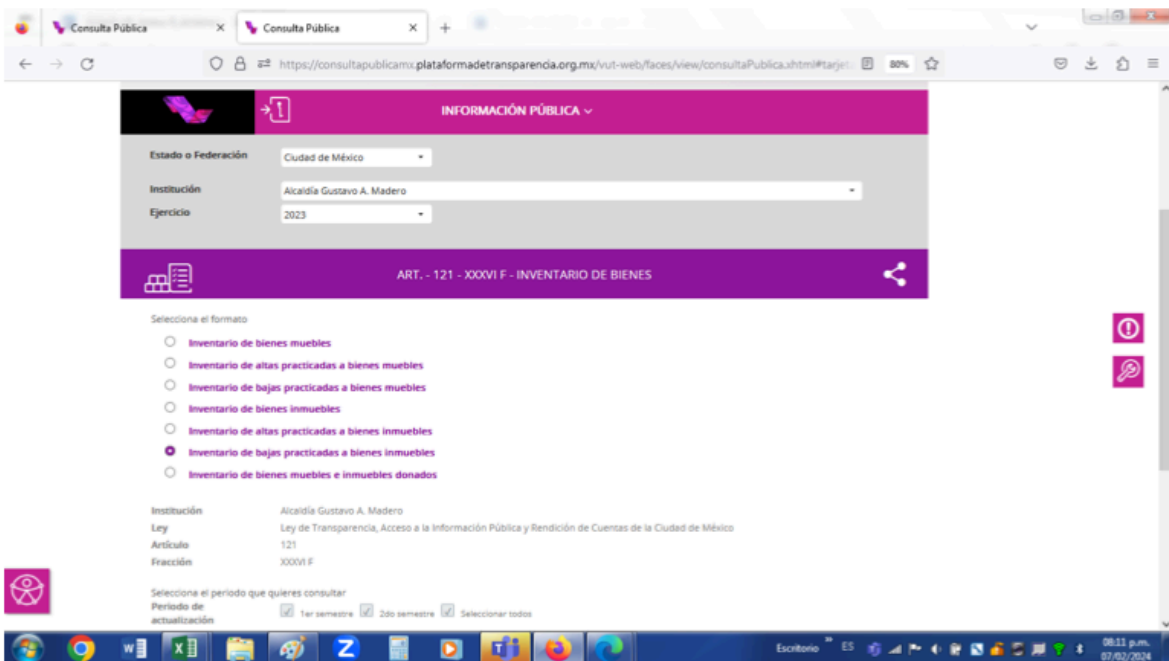 Consulta Pública
Consulta Pública
https://consultapublicamx.plataformadetransparencia.org.mx/vut-web/faces/view/consultaPublica.xhtml#tarjet
80%
INFORMACIÓN PÚBLICA
Estado o Federación Ciudad de México
Institución Alcaldía Gustavo A. Madero
Ejercicio 2023
ART. - 121 - XXXVI F - INVENTARIO DE BIENES
Selecciona el formato
Inventario de bienes muebles
Inventario de altas practicadas a bienes muebles
Inventario de bajas practicadas a bienes muebles
Inventario de bienes inmuebles
Inventario de altas practicadas a bienes inmuebles
Inventario de bajas practicadas a bienes inmuebles
Inventario de bienes muebles e inmuebles donados
Institución Alcaldía Gustavo A. Madero
Ley Ley de Transparencia, Acceso a la Información Pública y Rendición de Cuentas de la Ciudad de México
Artículo 121
Fracción XXXVI F
Selecciona el periodo que quieres consultar
Periodo de actualización 1er semestre 2do semestre Seleccionar todos
Escritorio ES 08:11 p.m.
07/02/2024